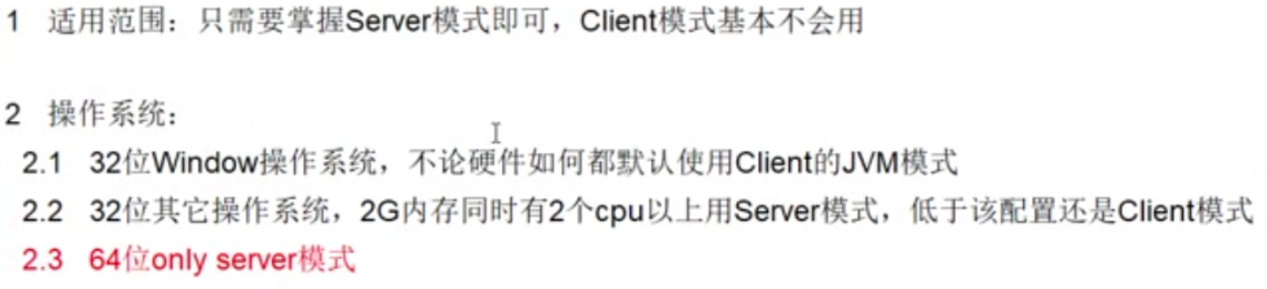 1 适用范围：只需要掌握Server模式即可，Client模式基本不会用
2 操作系统：
2.1 32位Window操作系统，不论硬件如何都默认使用Client的JVM模式
2.2 32位其它操作系统，2G内存同时有2个cpu以上用Server模式，低于该配置还是Client模式
2.3 64位only server模式